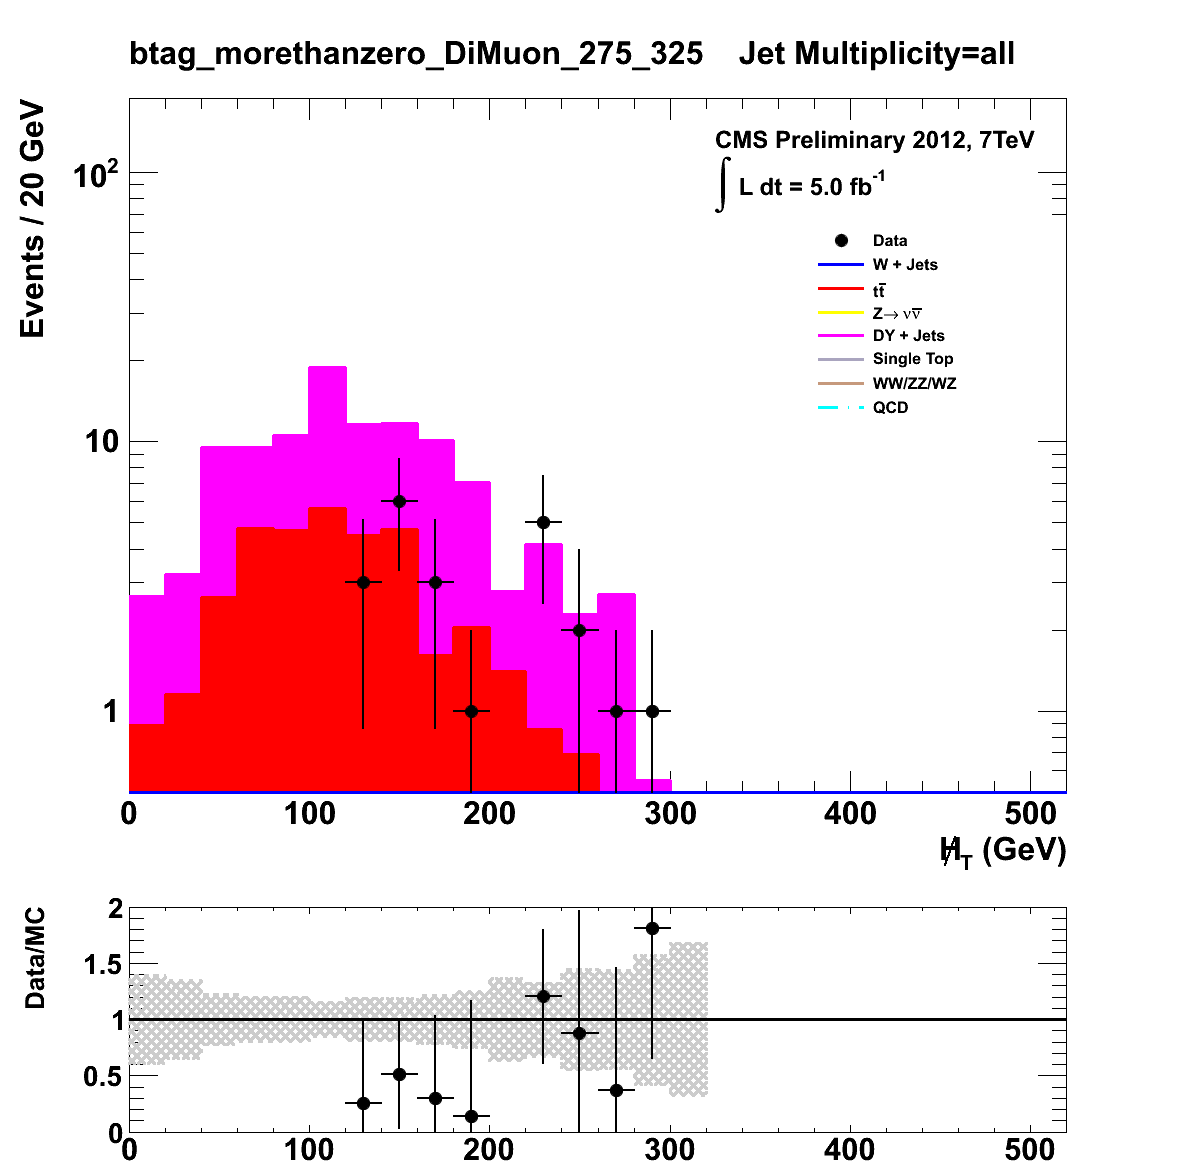 btag_morethanzero_DiMuon_275_325 Jet Multiplicity=all
Events / 20 GeV
CMS Preliminary 2012, 7TeV
∫ L dt = 5.0 fb⁻¹
Data
W + Jets
tt̅
Z→ νν̅
DY + Jets
Single Top
WW/ZZ/WZ
QCD
10²
10
1
0 100 200 300 400 500
H̸_T (GeV)
Data/MC
2
1.5
1
0.5
0
0 100 200 300 400 500